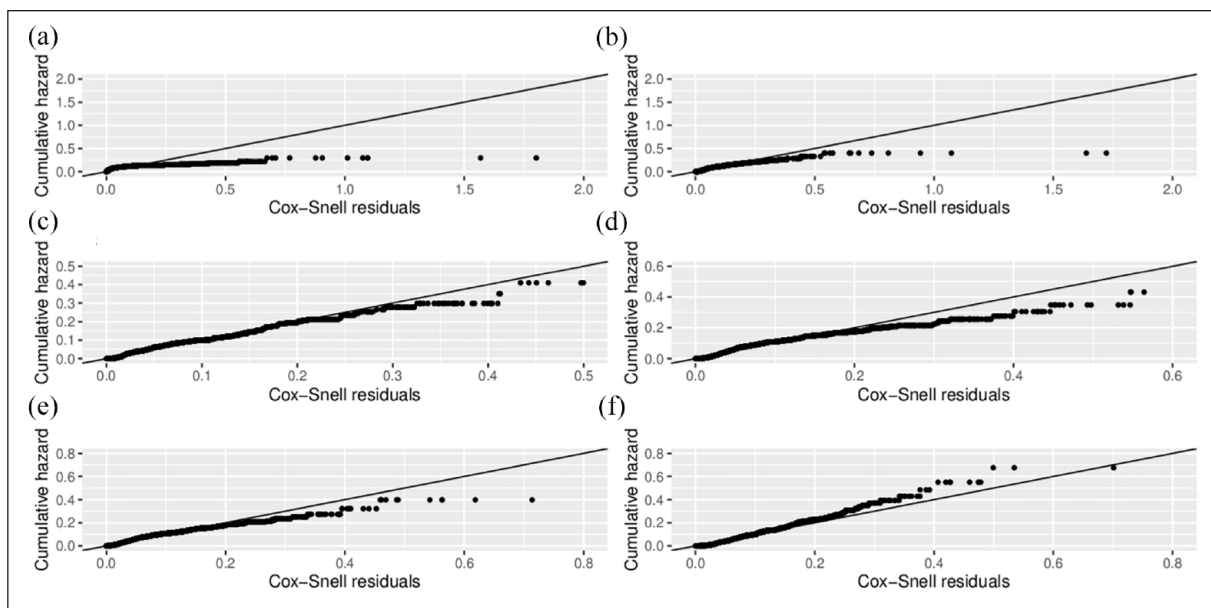 (a)
Cumulative hazard
2.0
1.5
1.0
0.5
0.0
0.0 0.5 1.0 1.5 2.0
Cox−Snell residuals
(b)
Cumulative hazard
2.0
1.5
1.0
0.5
0.0
0.0 0.5 1.0 1.5 2.0
Cox−Snell residuals
(c)
Cumulative hazard
0.5
0.4
0.3
0.2
0.1
0.0
0.0 0.1 0.2 0.3 0.4 0.5
Cox−Snell residuals
(d)
Cumulative hazard
0.6
0.4
0.2
0.0
0.0 0.2 0.4 0.6
Cox−Snell residuals
(e)
Cumulative hazard
0.8
0.6
0.4
0.2
0.0
0.0 0.2 0.4 0.6 0.8
Cox−Snell residuals
(f)
Cumulative hazard
0.8
0.6
0.4
0.2
0.0
0.0 0.2 0.4 0.6 0.8
Cox−Snell residuals